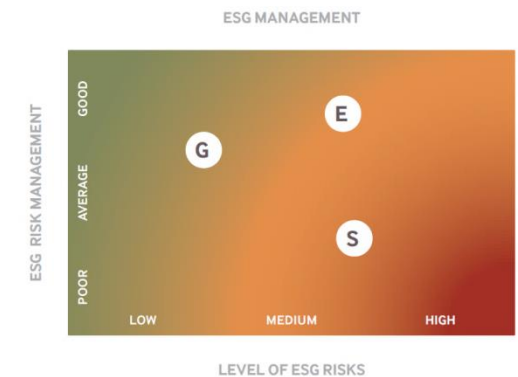 ESG MANAGEMENT
ESG RISK MANAGEMENT
GOOD
AVERAGE
POOR
E
G
S
LOW
MEDIUM
HIGH
LEVEL OF ESG RISKS